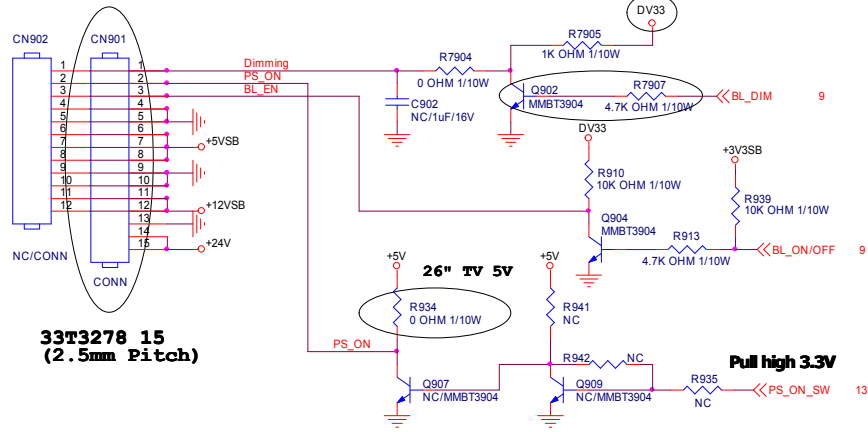 DV33
CN902
CN901
R7905
1K OHM 1/10W
1
2
3
4
5
6
7
8
9
10
11
12
1
2
3
4
5
6
7
8
9
10
11
12
13
14
15
Dimming
PS_ON
BL_EN
R7904
0 OHM 1/10W
C902
NC/1uF/16V
Q902
MMBT3904
R7907
4.7K OHM 1/10W
BL_DIM 9
DV33
+3V3SB
+5VSB
R910
10K OHM 1/10W
R939
10K OHM 1/10W
+12VSB
Q904
MMBT3904
R913
4.7K OHM 1/10W
BL_ON/OFF 9
+24V
NC/CONN
CONN
+5V
26" TV 5V
+5V
R934
0 OHM 1/10W
R941
NC
33T3278 15
(2.5mm Pitch)
PS_ON
R942 NC
Pull high 3.3V
Q907
NC/MMBT3904
Q909
NC/MMBT3904
R935
NC
PS_ON_SW 13